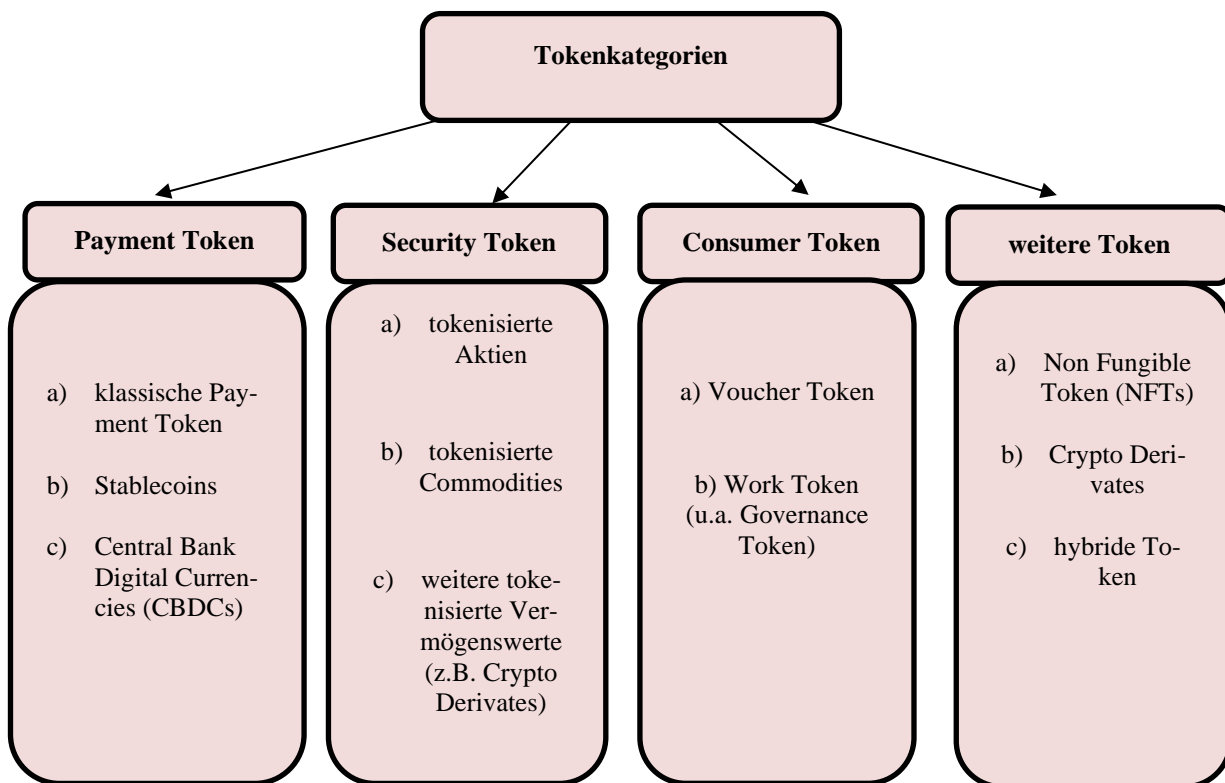 Tokenkategorien
Payment Token
a) klassische Pay-
ment Token
b) Stablecoins
c) Central Bank
Digital Curren-
cies (CBDCs)
Security Token
a) tokenisierte
Aktien
b) tokenisierte
Commodities
c) weitere toke-
nisierte Ver-
mögenswerte
(z.B. Crypto
Derivates)
Consumer Token
a) Voucher Token
b) Work Token
(u.a. Governance
Token)
weitere Token
a) Non Fungible
Token (NFTs)
b) Crypto Deri-
vates
c) hybride To-
ken